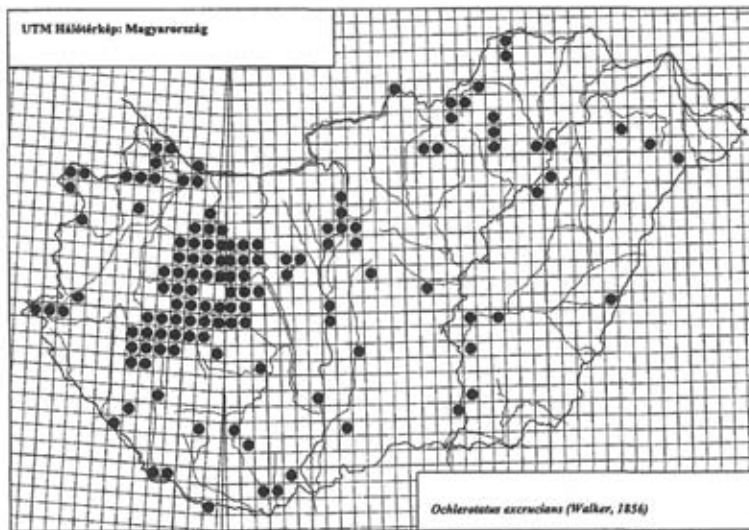 UTM Hálótérkép: Magyarország
Ochlerotatus excrucians (Walker, 1856)